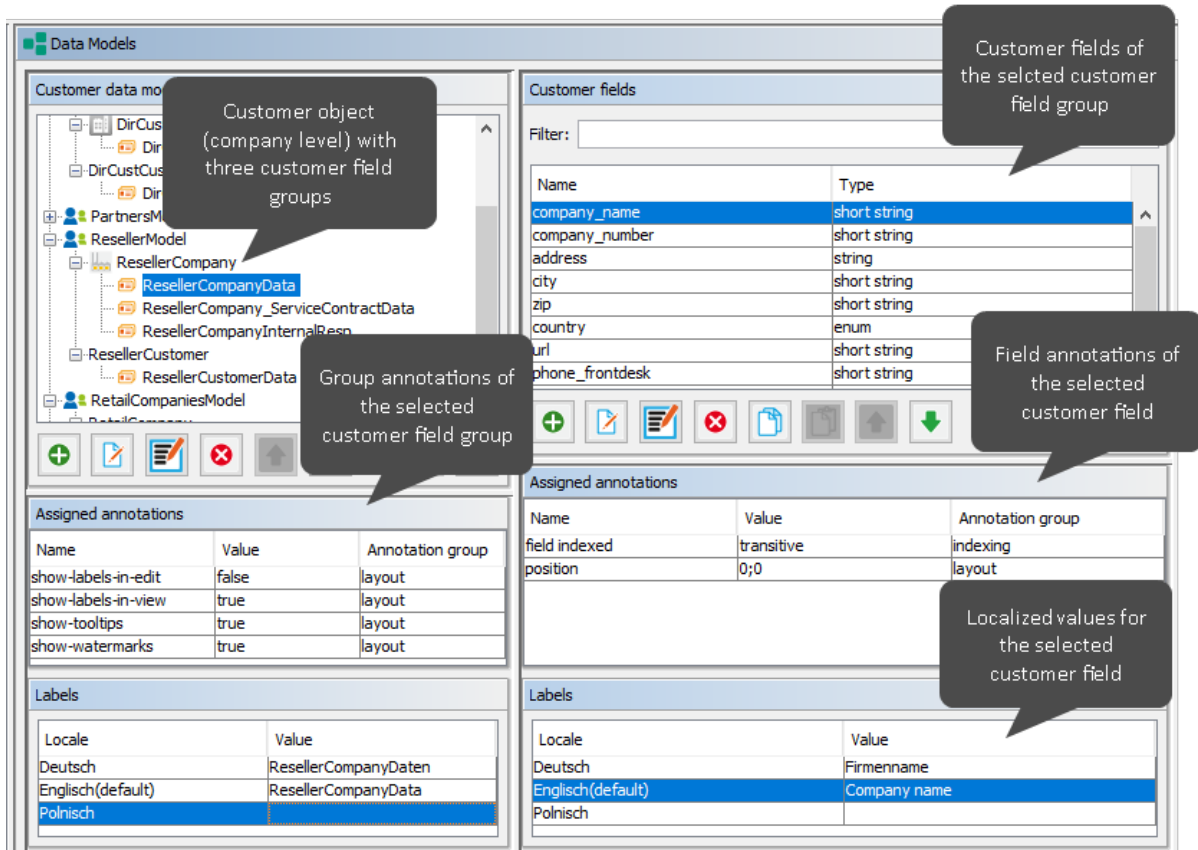 Data Models
Customer data mo
DirCus
Dir
DirCustCus
Dir
PartnersM
ResellerModel
ResellerCompany
ResellerCompanyData
ResellerCompany_ServiceContractData
ResellerCompanyInternalResp
ResellerCustomer
ResellerCustomerData
RetailCompaniesModel
Customer object
(company level) with
three customer field
groups
Customer fields
Filter:
Name Type
company_name short string
company_number short string
address string
city short string
zip short string
country enum
url short string
phone_frontdesk short string
Customer fields of
the selcted customer
field group
Group annotations of
the selected
customer field group
Field annotations of
the selected
customer field
Assigned annotations
Name Value Annotation group
show-labels-in-edit false layout
show-labels-in-view true layout
show-tooltips true layout
show-watermarks true layout
Assigned annotations
Name Value Annotation group
field indexed transitive indexing
position 0;0 layout
Localized values for
the selected
customer field
Labels
Locale Value
Deutsch ResellerCompanyDaten
Englisch(default) ResellerCompanyData
Polnisch
Labels
Locale Value
Deutsch Firmenname
Englisch(default) Company name
Polnisch